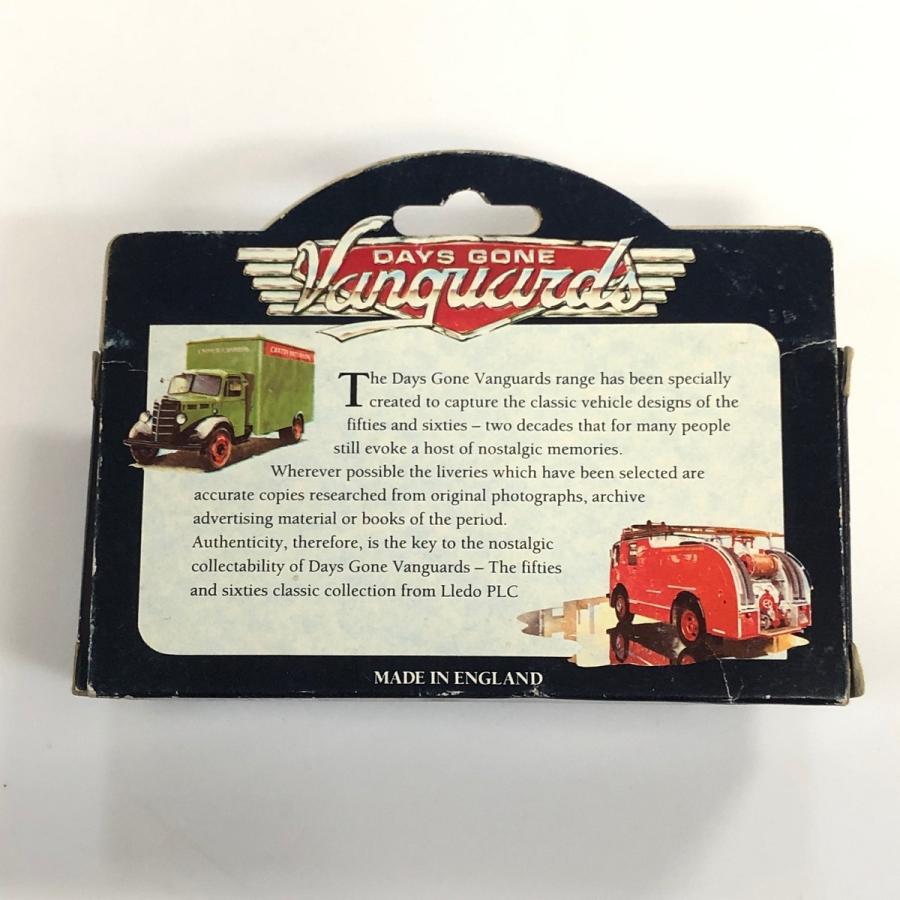 DAYS GONE
Vanguards
The Days Gone Vanguards range has been specially
created to capture the classic vehicle designs of the
fifties and sixties – two decades that for many people
still evoke a host of nostalgic memories.
Wherever possible the liveries which have been selected are
accurate copies researched from original photographs, archive
advertising material or books of the period.
Authenticity, therefore, is the key to the nostalgic
collectability of Days Gone Vanguards – The fifties
and sixties classic collection from Lledo PLC
MADE IN ENGLAND